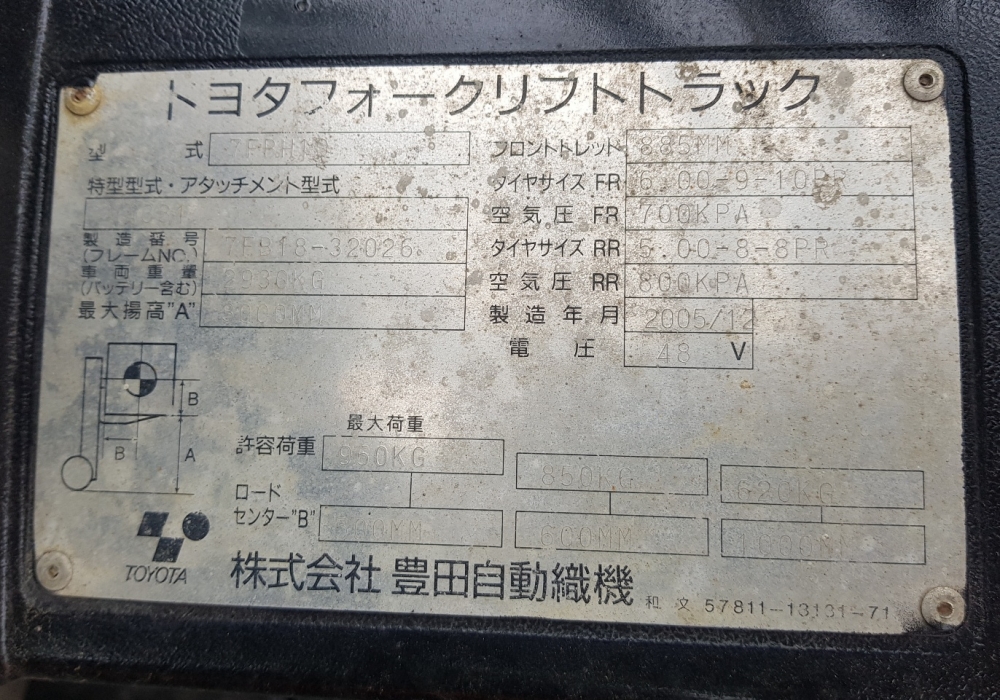 トヨタフォークリフトトラック
型 式
フロントトレッド 885MM
特型型式・アタッチメント型式
タイヤサイズ FR 6.00-9-10PR
空気圧 FR 700KPA
製造番号 (フレームNO.) 7FB18-32026
タイヤサイズ RR 5.00-8-8PR
車両重量 (バッテリー含む) 2930KG
空気圧 RR 800KPA
最大揚高"A"
製造年月 2005/12
電圧 48 V
B
B
A
最大荷重
許容荷重 950KG 850KG 620KG
ロード
センター"B" 600MM
TOYOTA
株式会社 豊田自動織機
和文 57811-13131-71